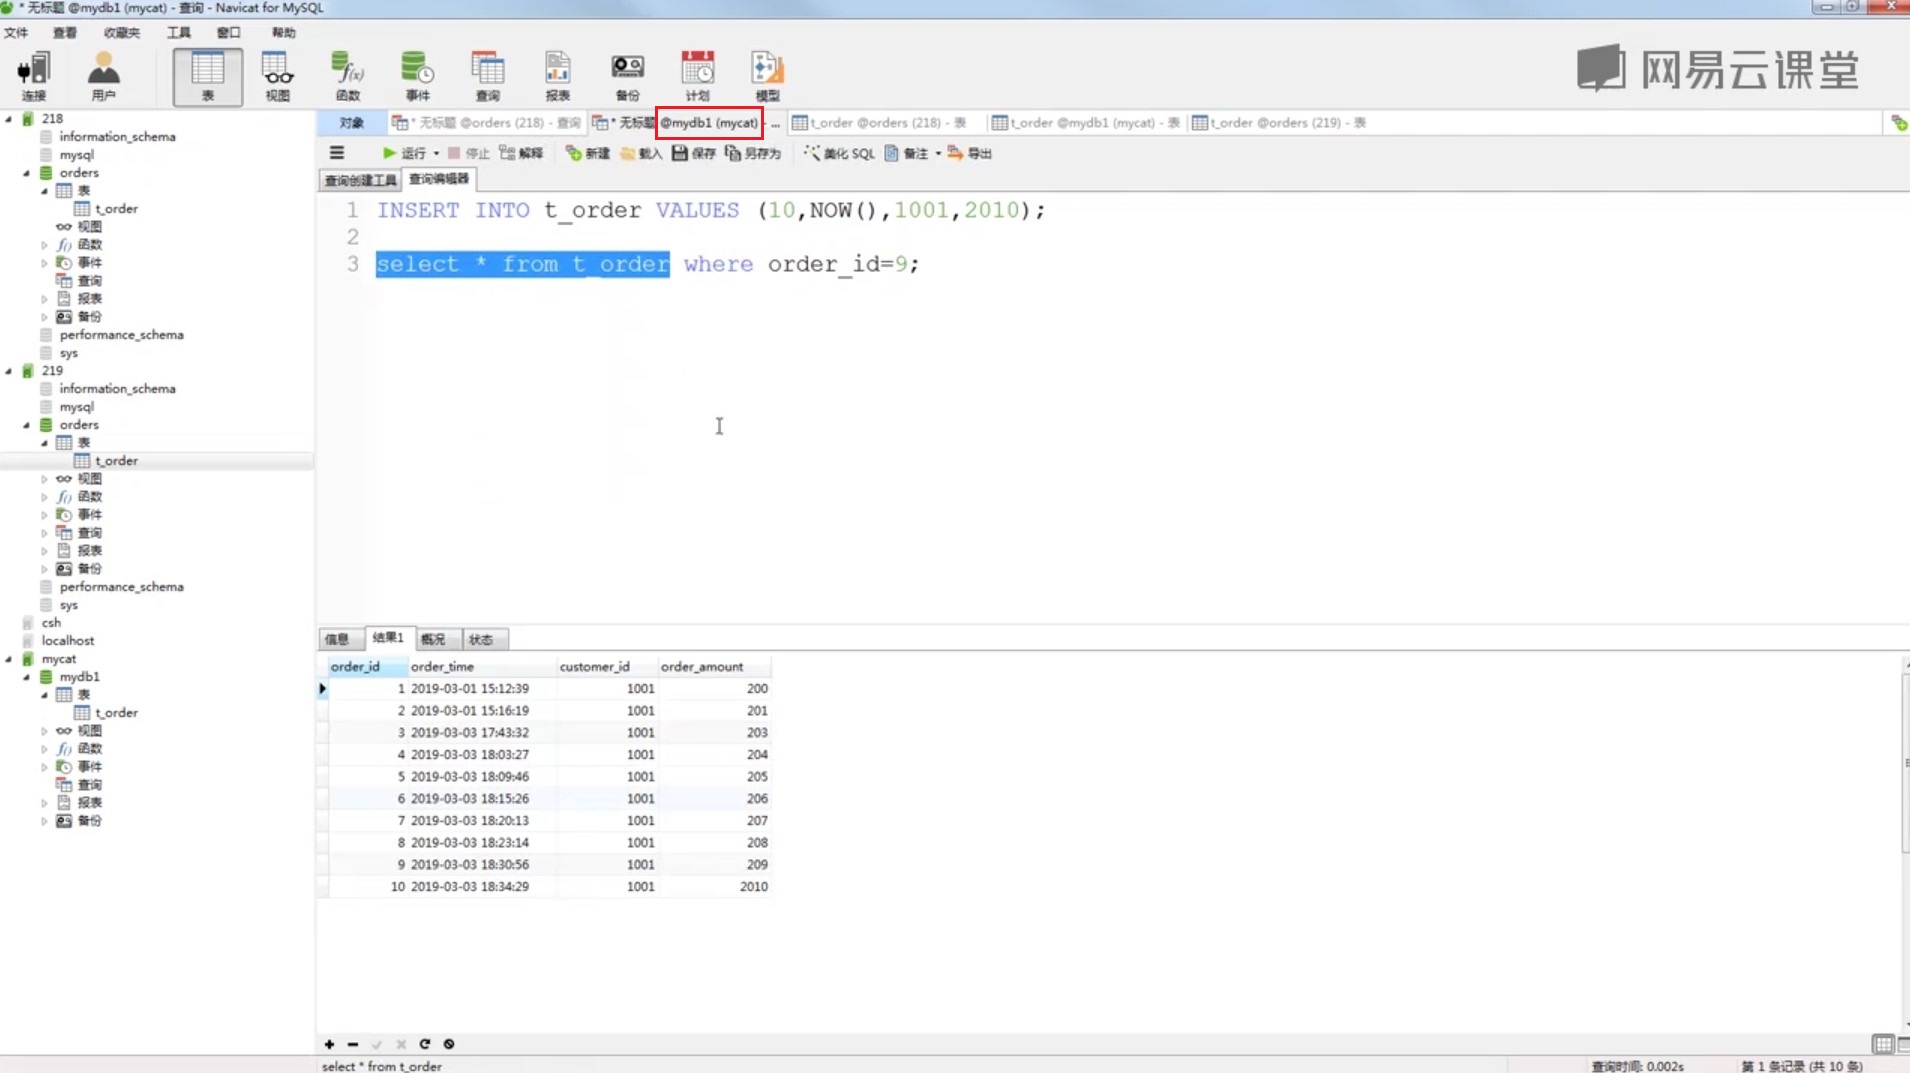 * 无标题 @mydb1 (mycat) - 查询 - Navicat for MySQL
文件 查看 收藏夹 工具 窗口 帮助
连接 用户 表 视图 函数 事件 查询 报表 备份 计划 模型
网易云课堂
对象 * 无标题 @orders (218) - 查询 * 无标题 @mydb1 (mycat) - ... t_order @orders (218) - 表 t_order @mydb1 (mycat) - 表 t_order @orders (219) - 表
运行 停止 解释 新建 载入 保存 另存为 美化 SQL 备注 导出
查询创建工具 查询编辑器
1 INSERT INTO t_order VALUES (10,NOW(),1001,2010);
2
3 select * from t_order where order_id=9;
218
information_schema
mysql
orders
表
t_order
视图
函数
事件
查询
报表
备份
performance_schema
sys
219
information_schema
mysql
orders
表
t_order
视图
函数
事件
查询
报表
备份
performance_schema
sys
csh
localhost
mycat
mydb1
表
t_order
视图
函数
事件
查询
报表
备份
信息 结果1 概况 状态
order_id order_time customer_id order_amount
1 2019-03-01 15:12:39 1001 200
2 2019-03-01 15:16:19 1001 201
3 2019-03-03 17:43:32 1001 203
4 2019-03-03 18:03:27 1001 204
5 2019-03-03 18:09:46 1001 205
6 2019-03-03 18:15:26 1001 206
7 2019-03-03 18:20:13 1001 207
8 2019-03-03 18:23:14 1001 208
9 2019-03-03 18:30:56 1001 209
10 2019-03-03 18:34:29 1001 2010
select * from t_order 查询时间: 0.002s 第 1 条记录 (共 10 条)